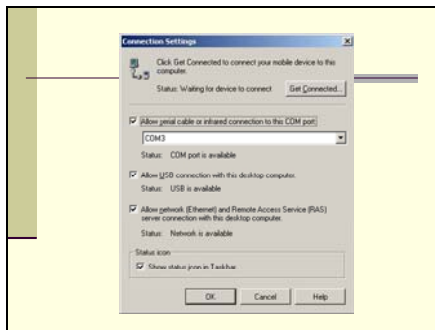 Connection Settings
Click Get Connected to connect your mobile device to this
computer.
Status: Waiting for device to connect
Get Connected...
Allow serial cable or infrared connection to this COM port:
COM3
Status: COM port is available
Allow USB connection with this desktop computer.
Status: USB is available
Allow network (Ethernet) and Remote Access Service (RAS)
server connection with this desktop computer.
Status: Network is available
Status icon
Show status icon in Taskbar.
OK
Cancel
Help